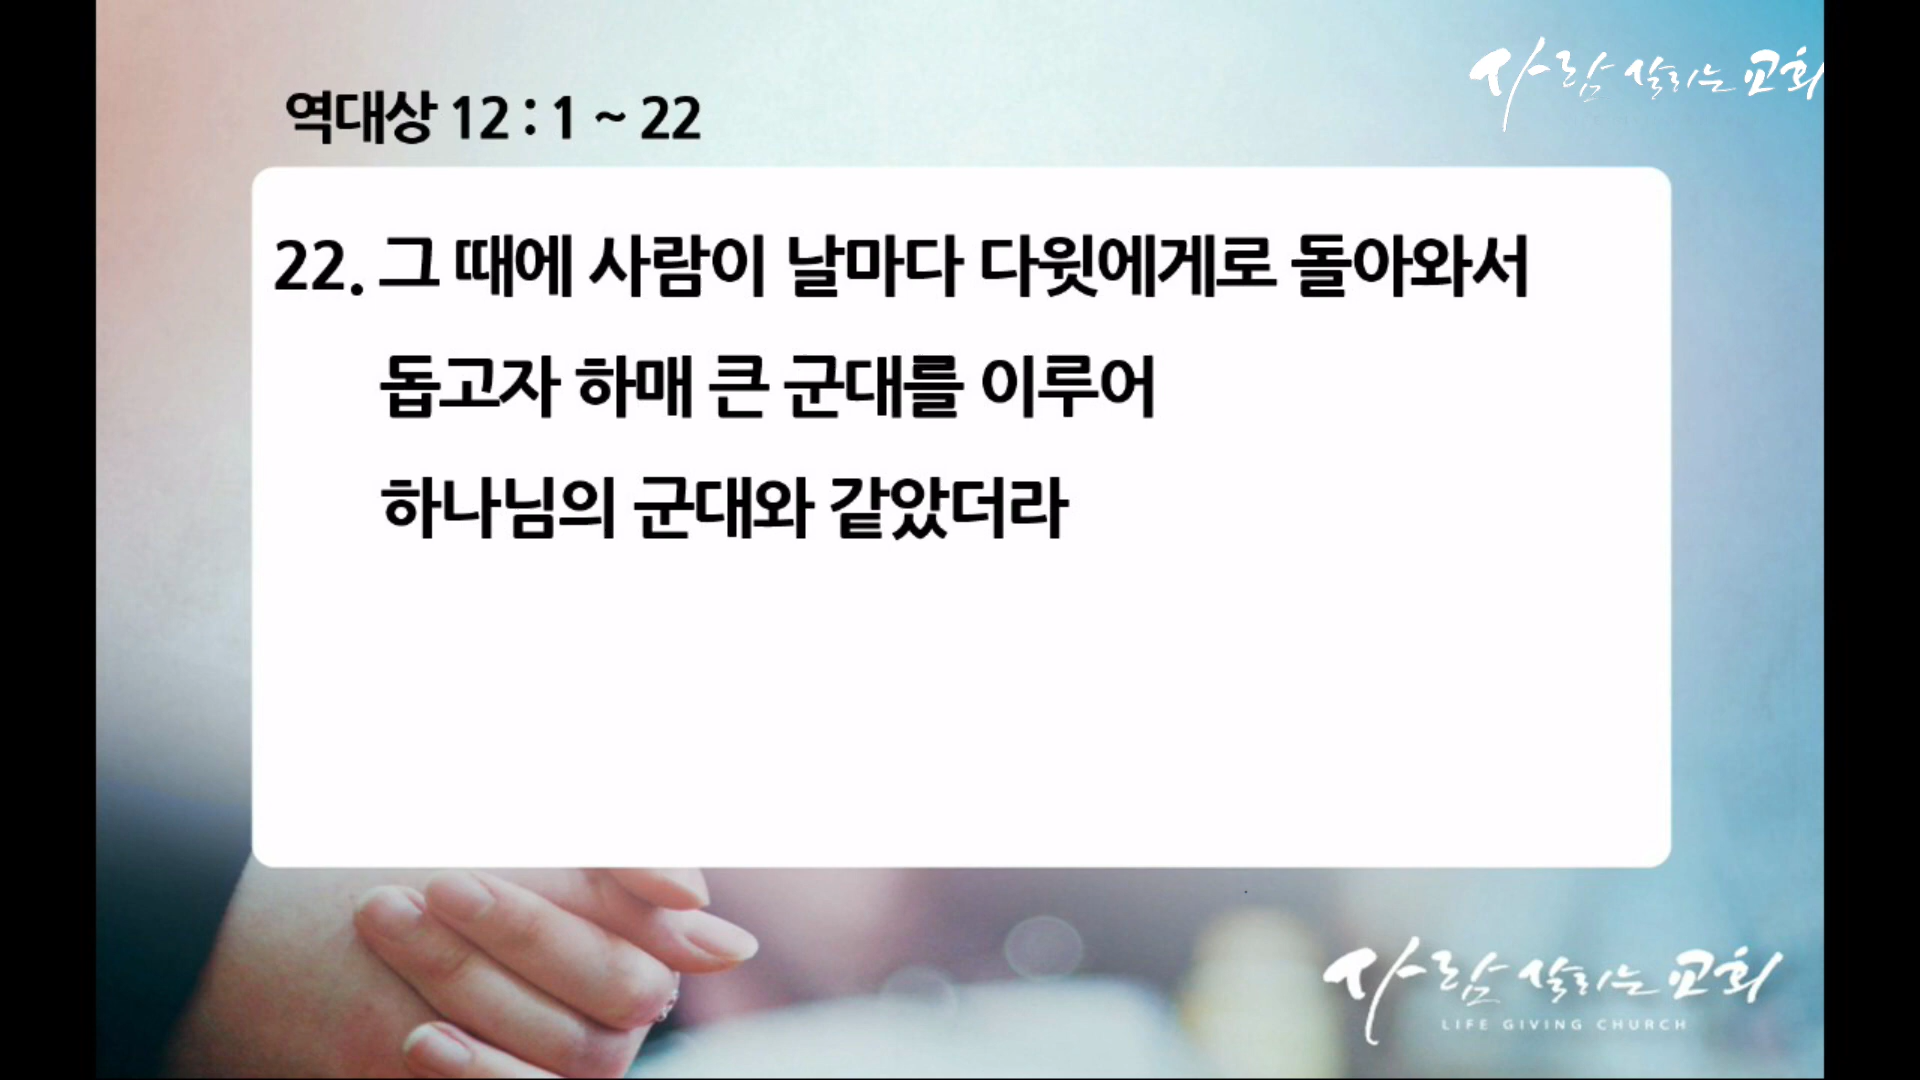 사람 살리는 교회
역대상 12 : 1 ~ 22
22. 그 때에 사람이 날마다 다윗에게로 돌아와서
돕고자 하매 큰 군대를 이루어
하나님의 군대와 같았더라
사람 살리는 교회
LIFE GIVING CHURCH